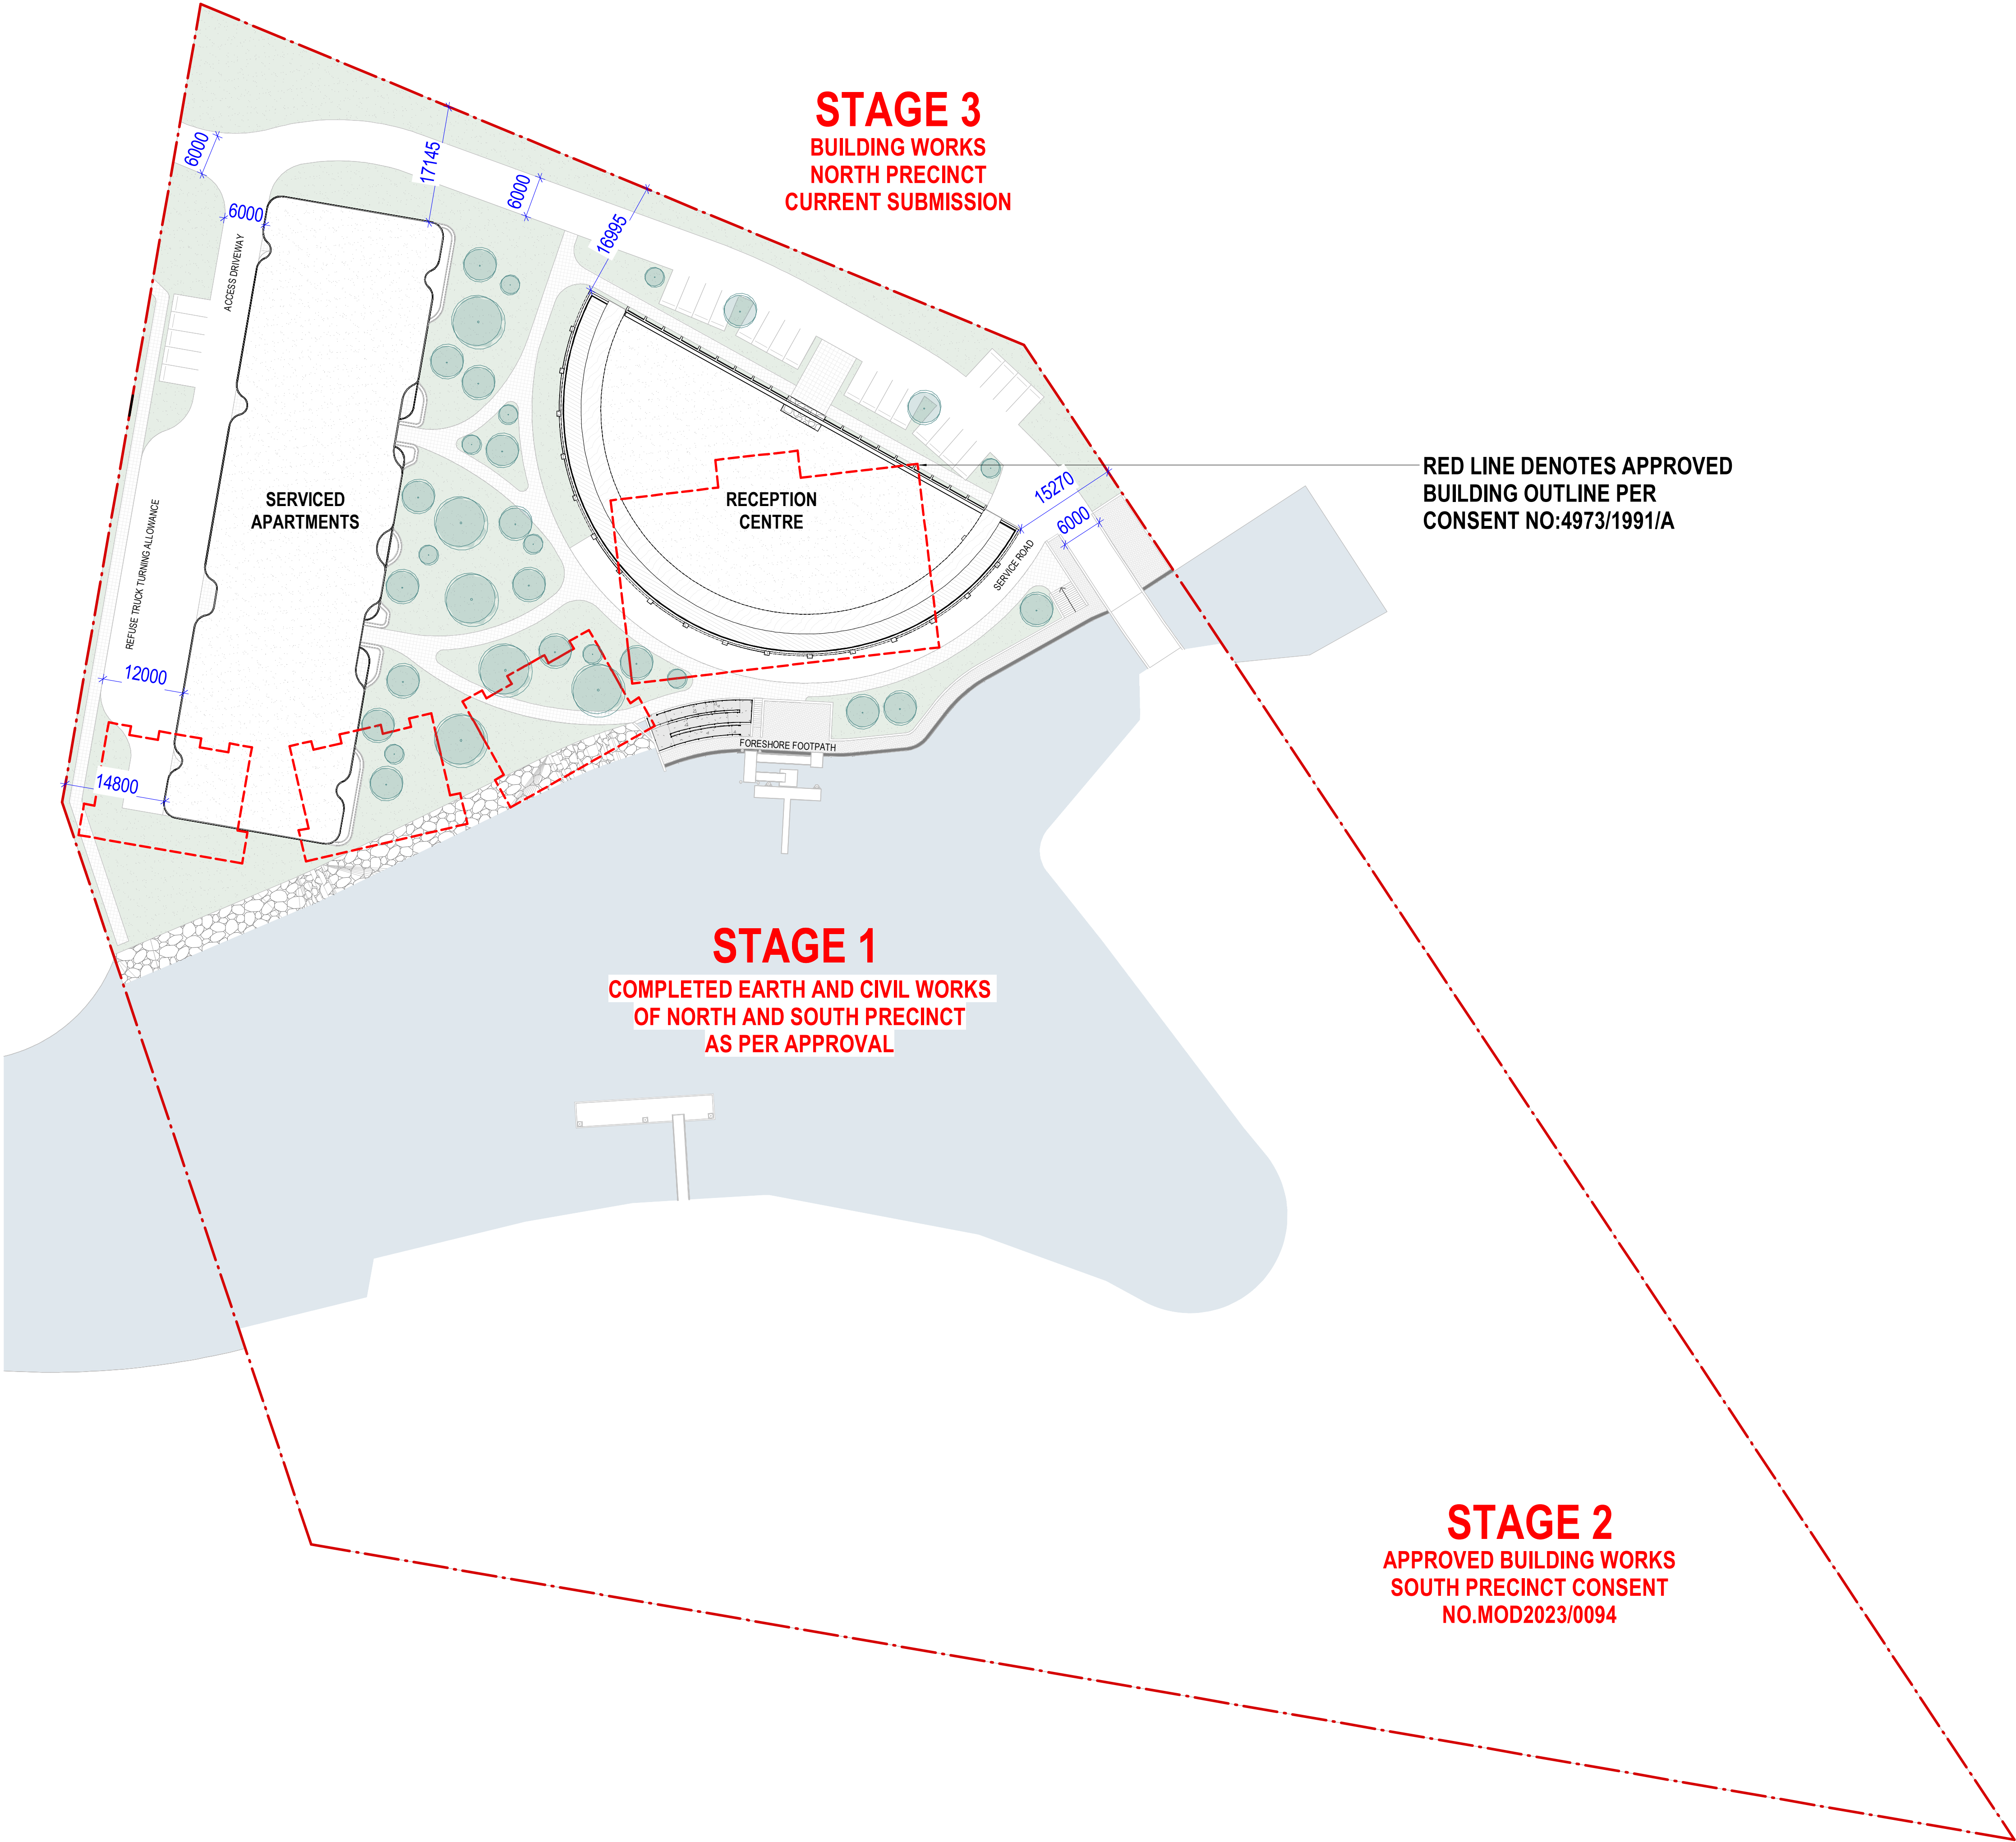 STAGE 3
BUILDING WORKS
NORTH PRECINCT
CURRENT SUBMISSION
6000
17145
6000
6000
16995
ACCESS DRIVEWAY
SERVICED
APARTMENTS
RECEPTION
CENTRE
RED LINE DENOTES APPROVED
BUILDING OUTLINE PER
CONSENT NO:4973/1991/A
15270
6000
SERVICE ROAD
REFUSE TRUCK TURNING ALLOWANCE
12000
14800
FORESHORE FOOTPATH
STAGE 1
COMPLETED EARTH AND CIVIL WORKS
OF NORTH AND SOUTH PRECINCT
AS PER APPROVAL
STAGE 2
APPROVED BUILDING WORKS
SOUTH PRECINCT CONSENT
NO.MOD2023/0094